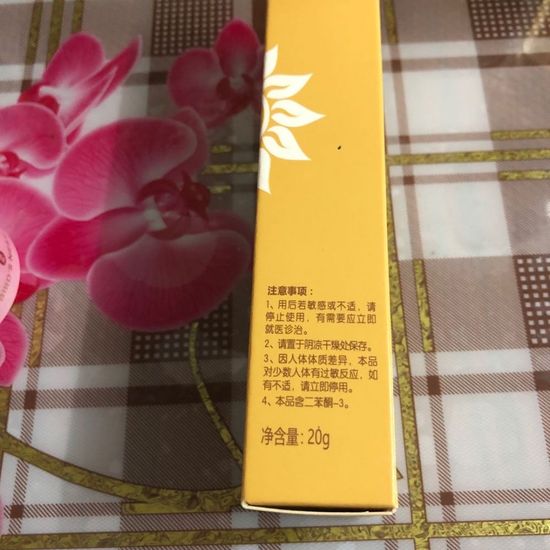 注意事项：
1、用后若敏感或不适，请
停止使用，有需要应立即
就医诊治。
2、请置于阴凉干燥处保存。
3、因人体体质差异，本品
对少数人体有过敏反应，如
有不适，请立即停用。
4、本品含二苯酮-3。
净含量：20g